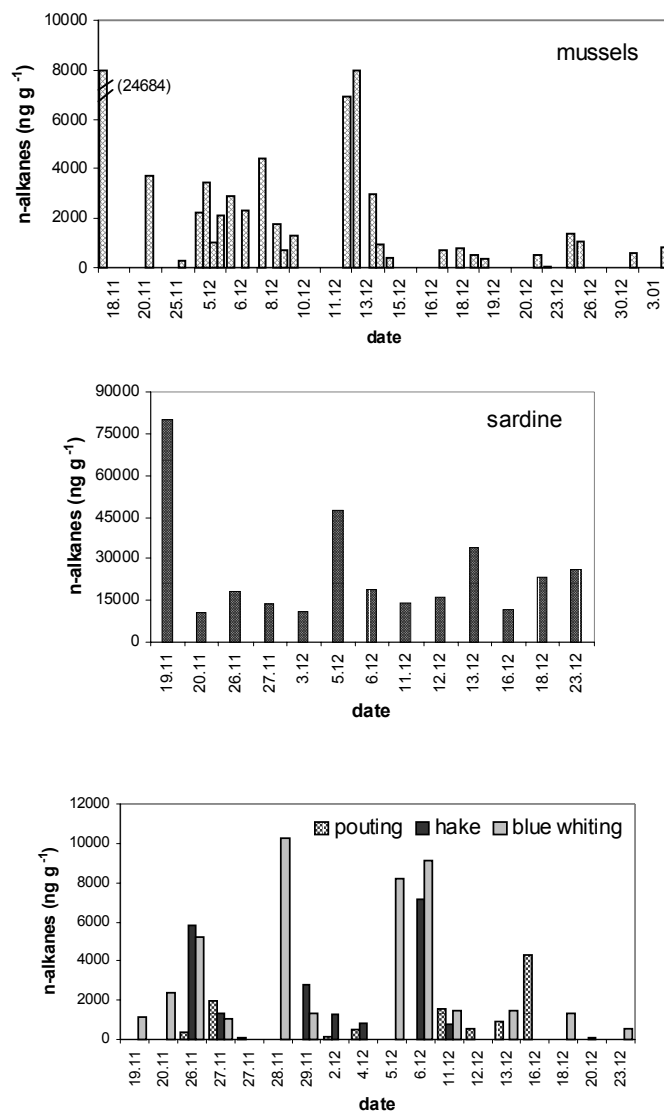 10000
mussels
8000
(24684)
6000
4000
2000
0
n-alkanes (ng g -1)
18.11 20.11 25.11 5.12 6.12 8.12 10.12 11.12 13.12 15.12 16.12 18.12 19.12 20.12 23.12 26.12 30.12 3.01
date
90000
sardine
75000
60000
45000
30000
15000
0
n-alkanes (ng g -1)
19.11 20.11 26.11 27.11 3.12 5.12 6.12 11.12 12.12 13.12 16.12 18.12 23.12
date
12000
pouting hake blue whiting
10000
8000
6000
4000
2000
0
n-alkanes (ng g -1)
19.11 20.11 26.11 27.11 27.11 28.11 29.11 2.12 4.12 5.12 6.12 11.12 12.12 13.12 16.12 18.12 20.12 23.12
date